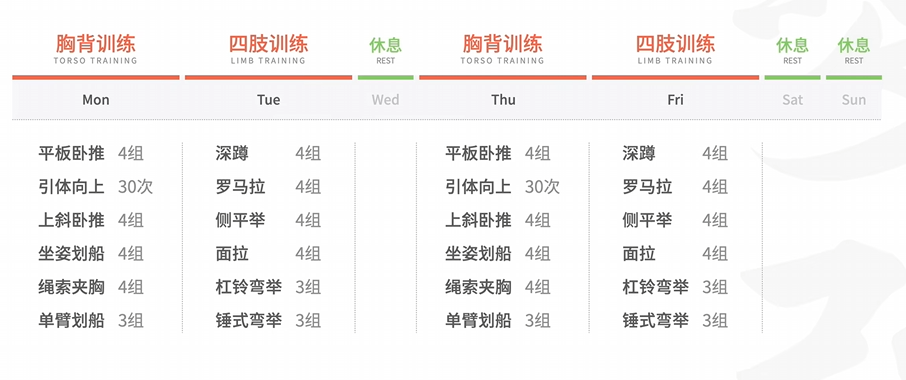 胸背训练 四肢训练 休息 胸背训练 四肢训练 休息 休息
TORSO TRAINING LIMB TRAINING REST TORSO TRAINING LIMB TRAINING REST REST
Mon Tue Wed Thu Fri Sat Sun
平板卧推 4组 深蹲 4组 平板卧推 4组 深蹲 4组
引体向上 30次 罗马拉 4组 引体向上 30次 罗马拉 4组
上斜卧推 4组 侧平举 4组 上斜卧推 4组 侧平举 4组
坐姿划船 4组 面拉 4组 坐姿划船 4组 面拉 4组
绳索夹胸 4组 杠铃弯举 3组 绳索夹胸 4组 杠铃弯举 3组
单臂划船 3组 锤式弯举 3组 单臂划船 3组 锤式弯举 3组